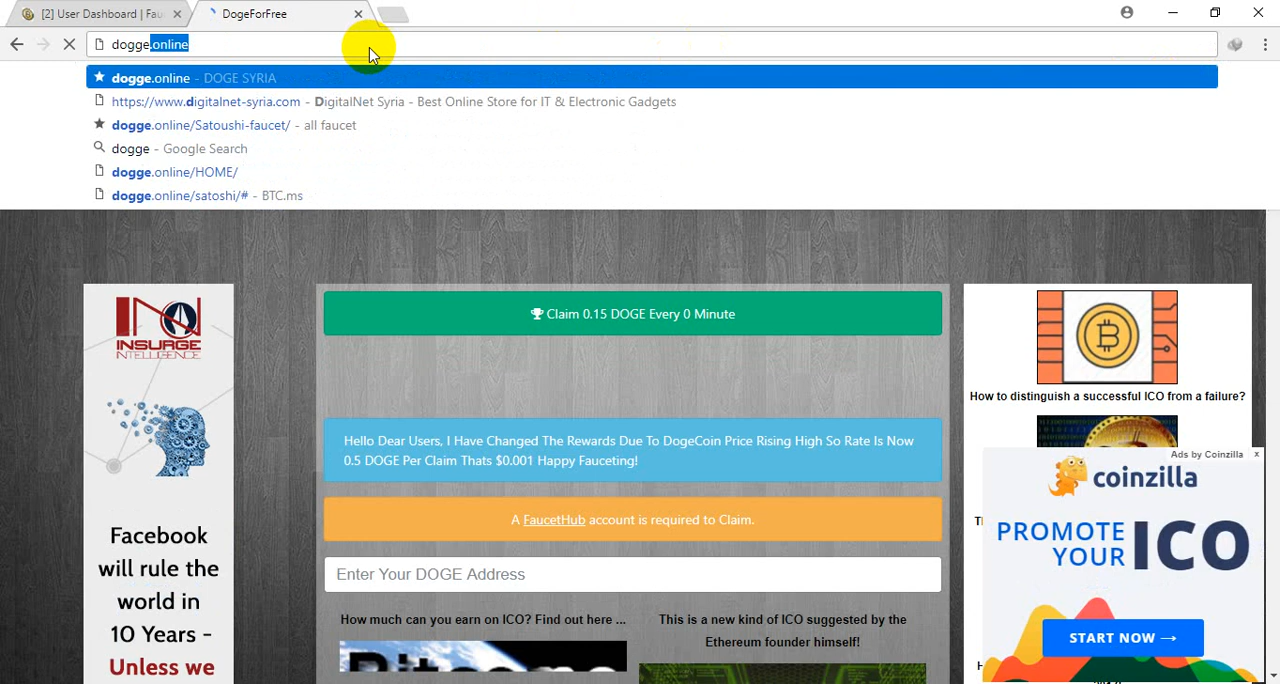 [2] User Dashboard | Fau
DogeForFree
dogge.online
dogge.online - DOGE SYRIA
https://www.digitalnet-syria.com - DigitalNet Syria - Best Online Store for IT & Electronic Gadgets
dogge.online/Satoushi-faucet/ - all faucet
dogge - Google Search
dogge.online/HOME/
dogge.online/satoshi/# - BTC.ms
INSURGE
INTELLIGENCE
Facebook
will rule the
world in
10 Years -
Unless we
Claim 0.15 DOGE Every 0 Minute
Hello Dear Users, I Have Changed The Rewards Due To DogeCoin Price Rising High So Rate Is Now
0.5 DOGE Per Claim Thats $0.001 Happy Fauceting!
A FaucetHub account is required to Claim.
Enter Your DOGE Address
How much can you earn on ICO? Find out here ...
This is a new kind of ICO suggested by the
Ethereum founder himself!
How to distinguish a successful ICO from a failure?
Ads by Coinzilla x
coinzilla
PROMOTE
YOUR
ICO
START NOW →